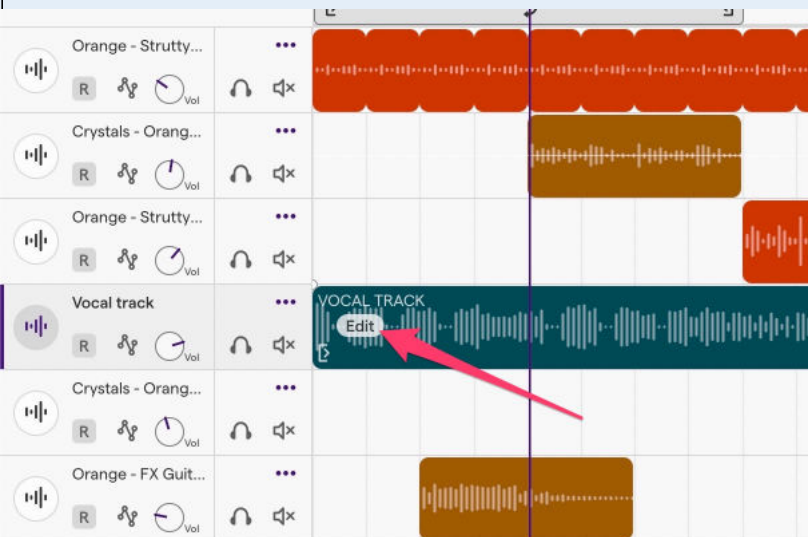 Orange - Strutty...
R
Vol
Crystals - Orang...
R
Vol
Orange - Strutty...
R
Vol
Vocal track
R
Vol
VOCAL TRACK
Edit
Crystals - Orang...
R
Vol
Orange - FX Guit...
R
Vol